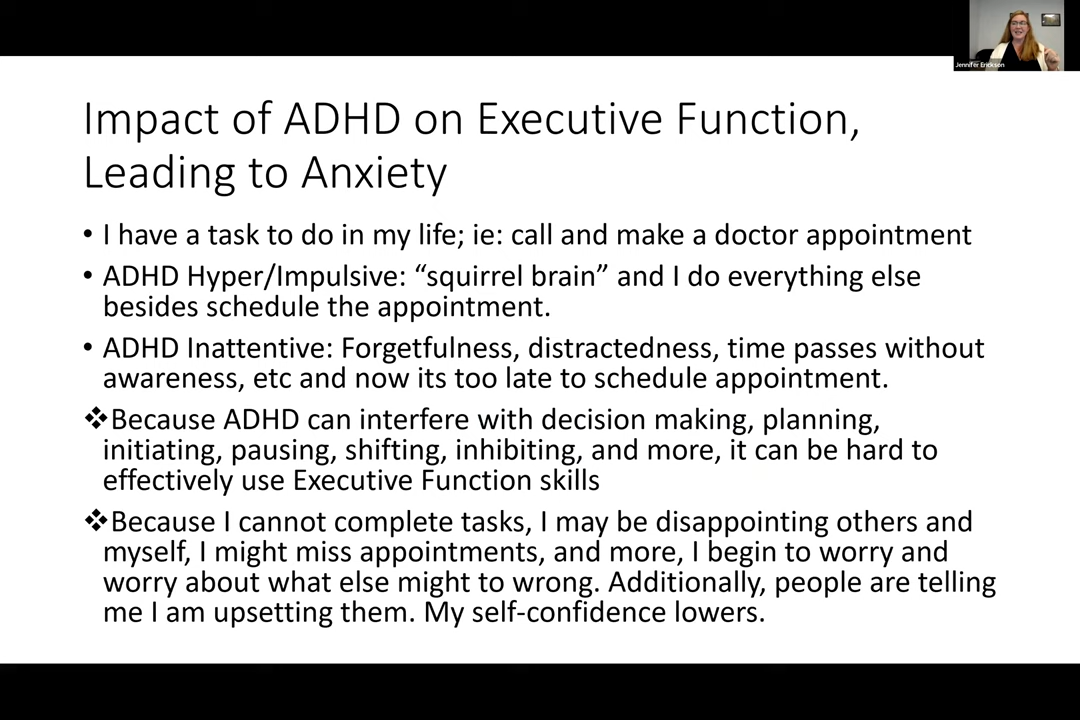 Jennifer Erickson
Impact of ADHD on Executive Function,
Leading to Anxiety
• I have a task to do in my life; ie: call and make a doctor appointment
• ADHD Hyper/Impulsive: “squirrel brain” and I do everything else
besides schedule the appointment.
• ADHD Inattentive: Forgetfulness, distractedness, time passes without
awareness, etc and now its too late to schedule appointment.
❖Because ADHD can interfere with decision making, planning,
initiating, pausing, shifting, inhibiting, and more, it can be hard to
effectively use Executive Function skills
❖Because I cannot complete tasks, I may be disappointing others and
myself, I might miss appointments, and more, I begin to worry and
worry about what else might to wrong. Additionally, people are telling
me I am upsetting them. My self-confidence lowers.